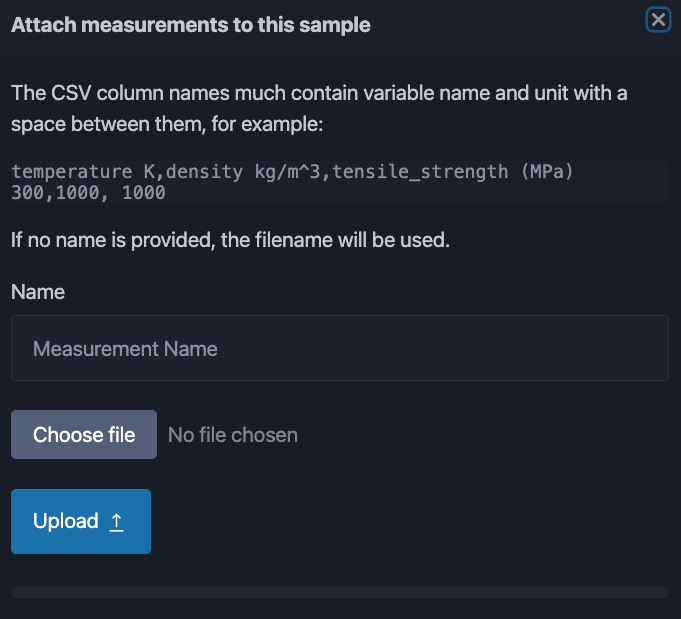 Attach measurements to this sample
The CSV column names much contain variable name and unit with a
space between them, for example:
temperature K,density kg/m^3,tensile_strength (MPa)
300,1000, 1000
If no name is provided, the filename will be used.
Name
Measurement Name
Choose file No file chosen
Upload